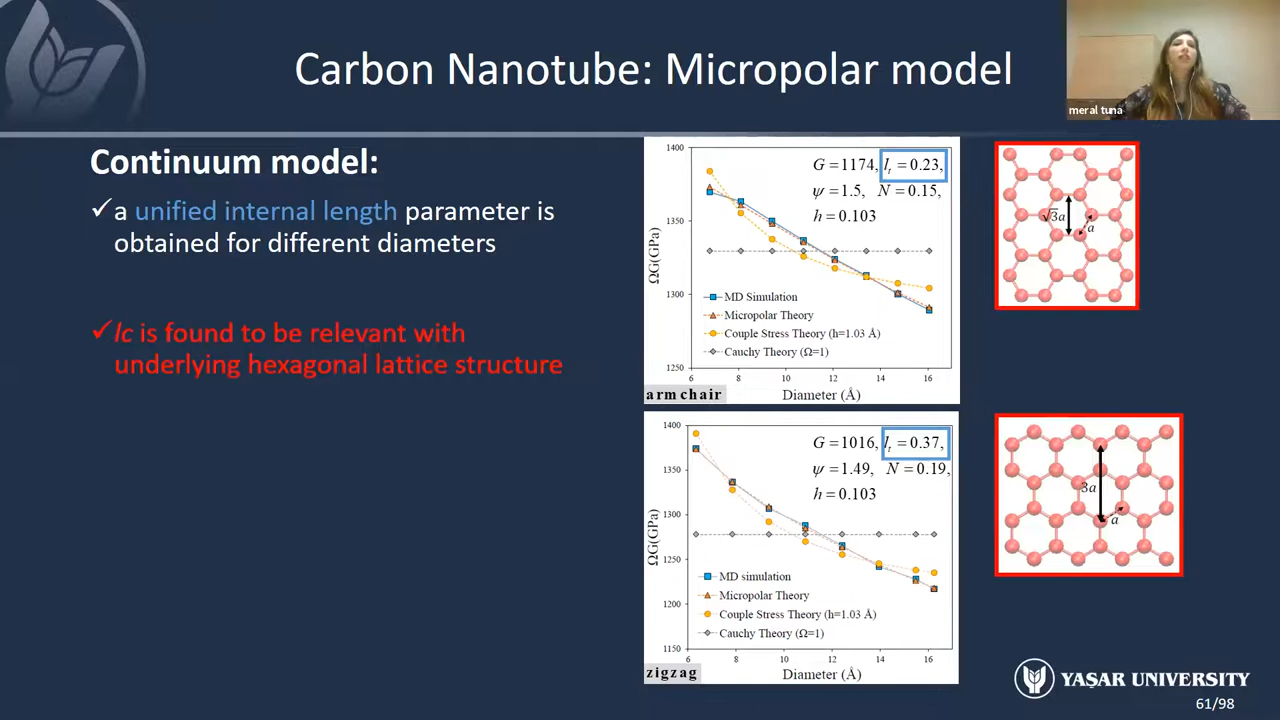 Carbon Nanotube: Micropolar model
meral tuna
Continuum model:
✓a unified internal length parameter is
obtained for different diameters
✓lc is found to be relevant with
underlying hexagonal lattice structure
1400
1350
1300
1250
ΩG(GPa)
G = 1174, lₜ = 0.23,
ψ = 1.5, N = 0.15,
h = 0.103
MD Simulation
Micropolar Theory
Couple Stress Theory (h=1.03 Å)
Cauchy Theory (Ω=1)
6 8 10 12 14 16
armchair
Diameter (Å)
√3a
a
1400
1350
1300
1250
1200
1150
ΩG(GPa)
G = 1016, lₜ = 0.37,
ψ = 1.49, N = 0.19,
h = 0.103
MD simulation
Micropolar Theory
Couple Stress Theory (h=1.03 Å)
Cauchy Theory (Ω=1)
6 8 10 12 14 16
zigzag
Diameter (Å)
3a
a
YAŞAR UNIVERSITY
61/98